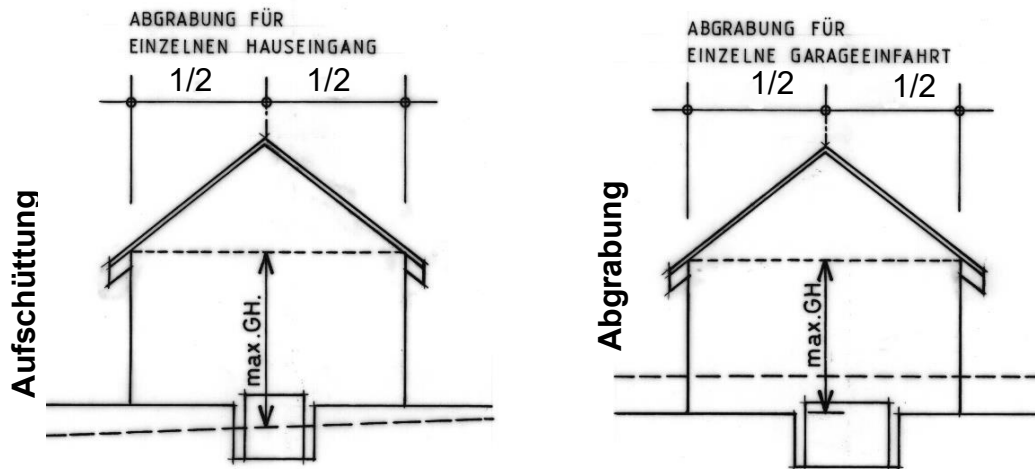 ABGRABUNG FÜR
EINZELNEN HAUSEINGANG
1/2 1/2
Aufschüttung
max.GH.
ABGRABUNG FÜR
EINZELNE GARAGEEINFAHRT
1/2 1/2
Abgrabung
max.GH.